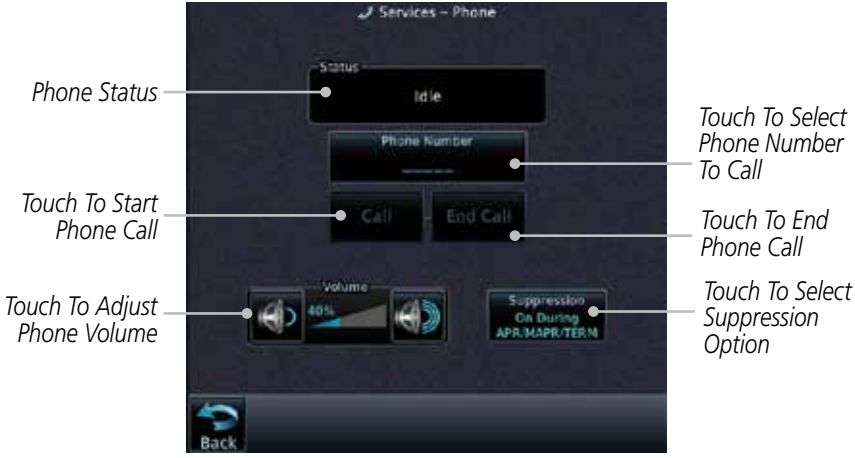 Services – Phone
Phone Status
Status
Idle
Phone Number
_____
Touch To Select
Phone Number
To Call
Touch To Start
Phone Call
Call
End Call
Touch To End
Phone Call
Touch To Adjust
Phone Volume
Volume
40%
Suppression
On During
APR/MAPR/TERM
Touch To Select
Suppression
Option
Back